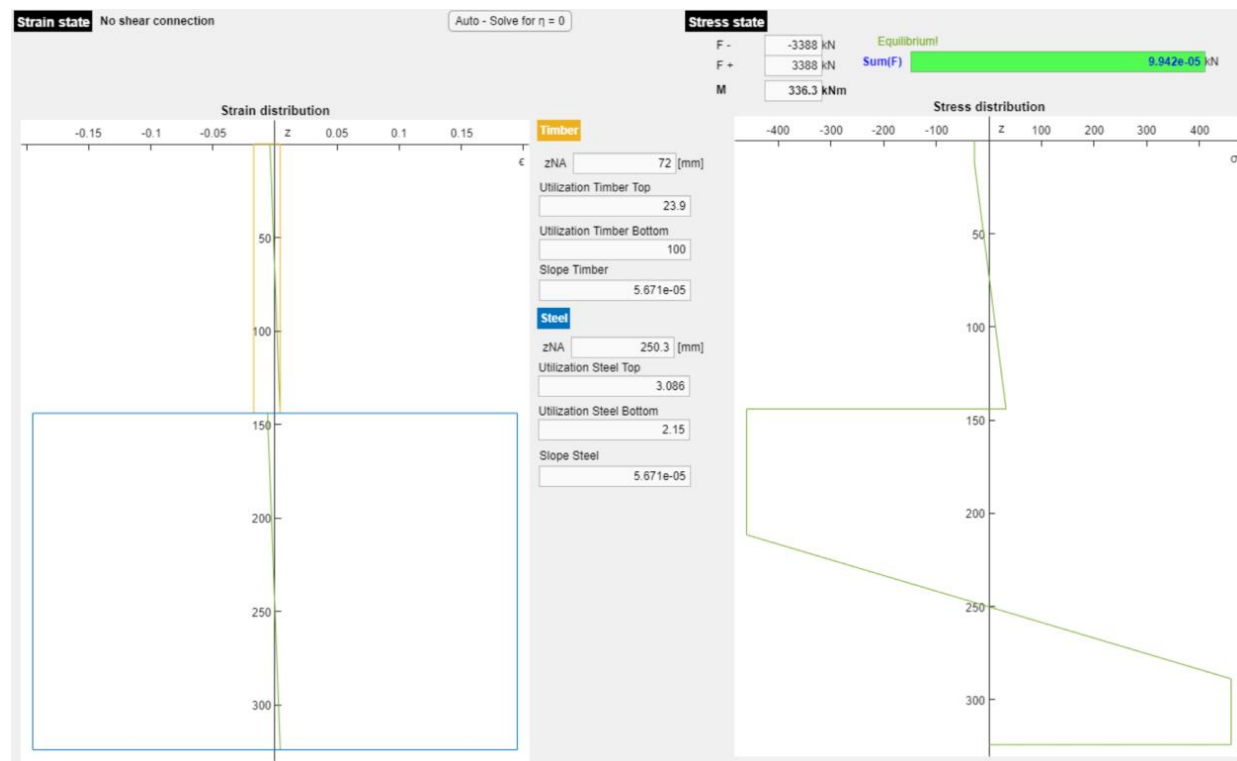 Strain state No shear connection Auto - Solve for η = 0
Strain distribution
-0.15 -0.1 -0.05 z 0.05 0.1 0.15
ε
50
100
150
200
250
300
Timber
zNA 72 [mm]
Utilization Timber Top
23.9
Utilization Timber Bottom
100
Slope Timber
5.671e-05
Steel
zNA 250.3 [mm]
Utilization Steel Top
3.086
Utilization Steel Bottom
2.15
Slope Steel
5.671e-05
Stress state
F - -3388 kN
F + 3388 kN
M 336.3 kNm
Equilibrium!
Sum(F) 9.942e-05 kN
Stress distribution
-400 -300 -200 -100 z 100 200 300 400
σ
50
100
150
200
250
300